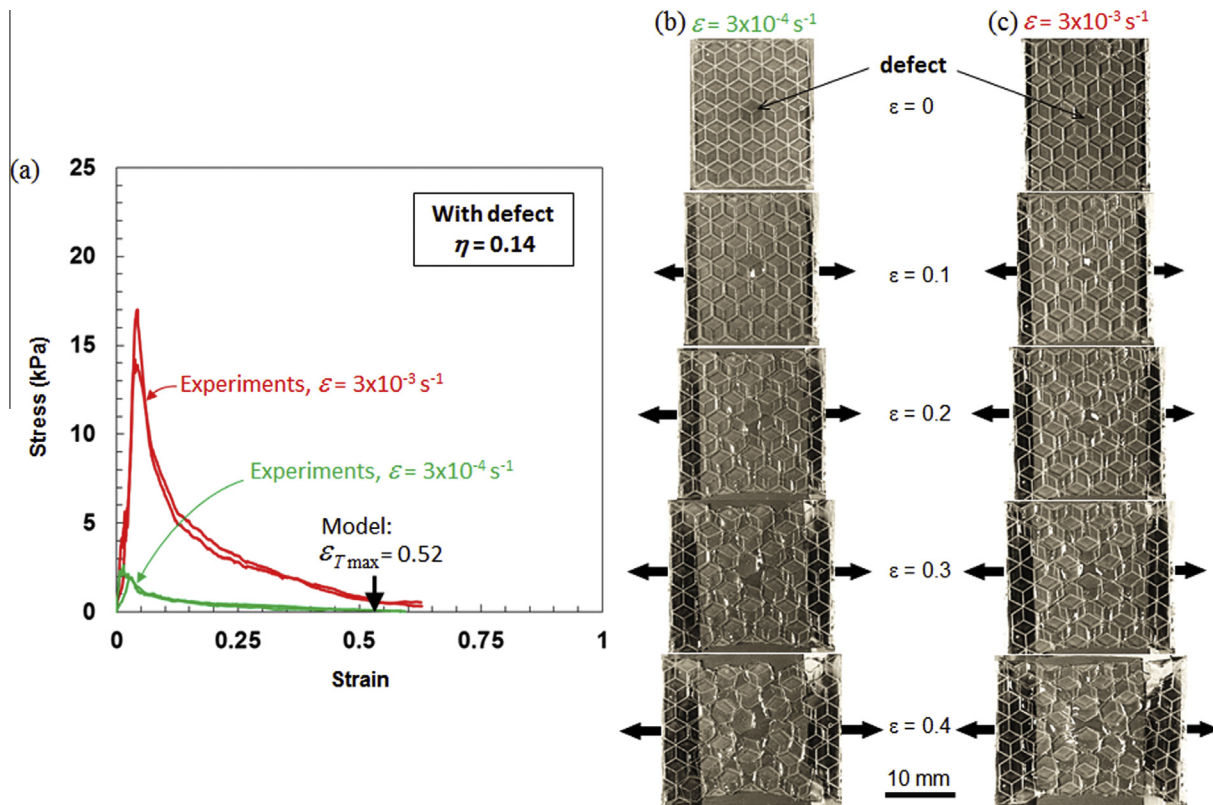 (a)
25
20
15
10
5
0
Stress (kPa)
With defect
η = 0.14
Experiments, ε = 3x10⁻³ s⁻¹
Experiments, ε = 3x10⁻⁴ s⁻¹
Model:
ε_T max = 0.52
0 0.25 0.5 0.75 1
Strain
(b) ε = 3x10⁻⁴ s⁻¹
(c) ε = 3x10⁻³ s⁻¹
defect
ε = 0
ε = 0.1
ε = 0.2
ε = 0.3
ε = 0.4
10 mm